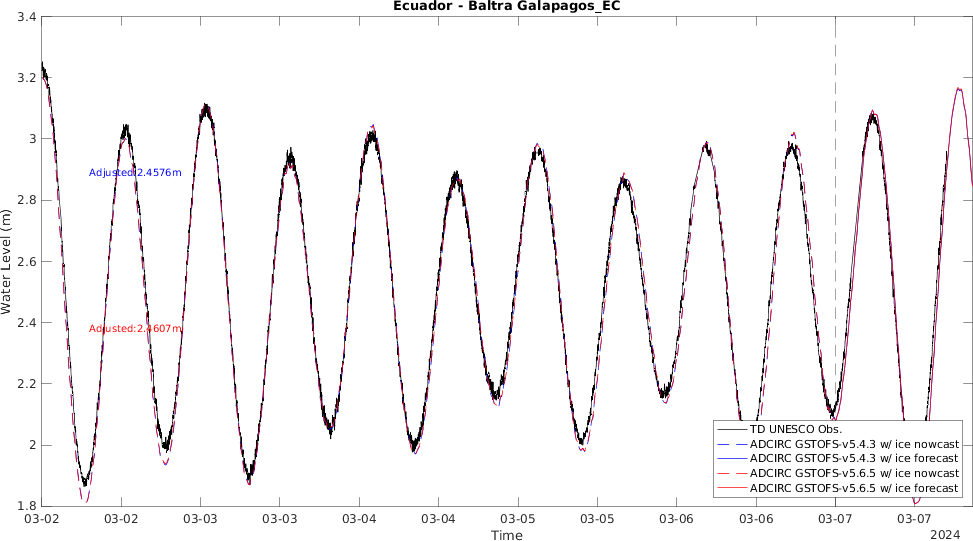 Ecuador - Baltra Galapagos_EC
3.4
3.2
3
2.8
2.6
2.4
2.2
2
1.8
Water Level (m)
Adjusted:2.4576m
Adjusted:2.4607m
TD UNESCO Obs.
ADCIRC GSTOFS-v5.4.3 w/ ice nowcast
ADCIRC GSTOFS-v5.4.3 w/ ice forecast
ADCIRC GSTOFS-v5.6.5 w/ ice nowcast
ADCIRC GSTOFS-v5.6.5 w/ ice forecast
03-02 03-02 03-03 03-03 03-04 03-04 03-05 03-05 03-06 03-06 03-07 03-07
Time
2024